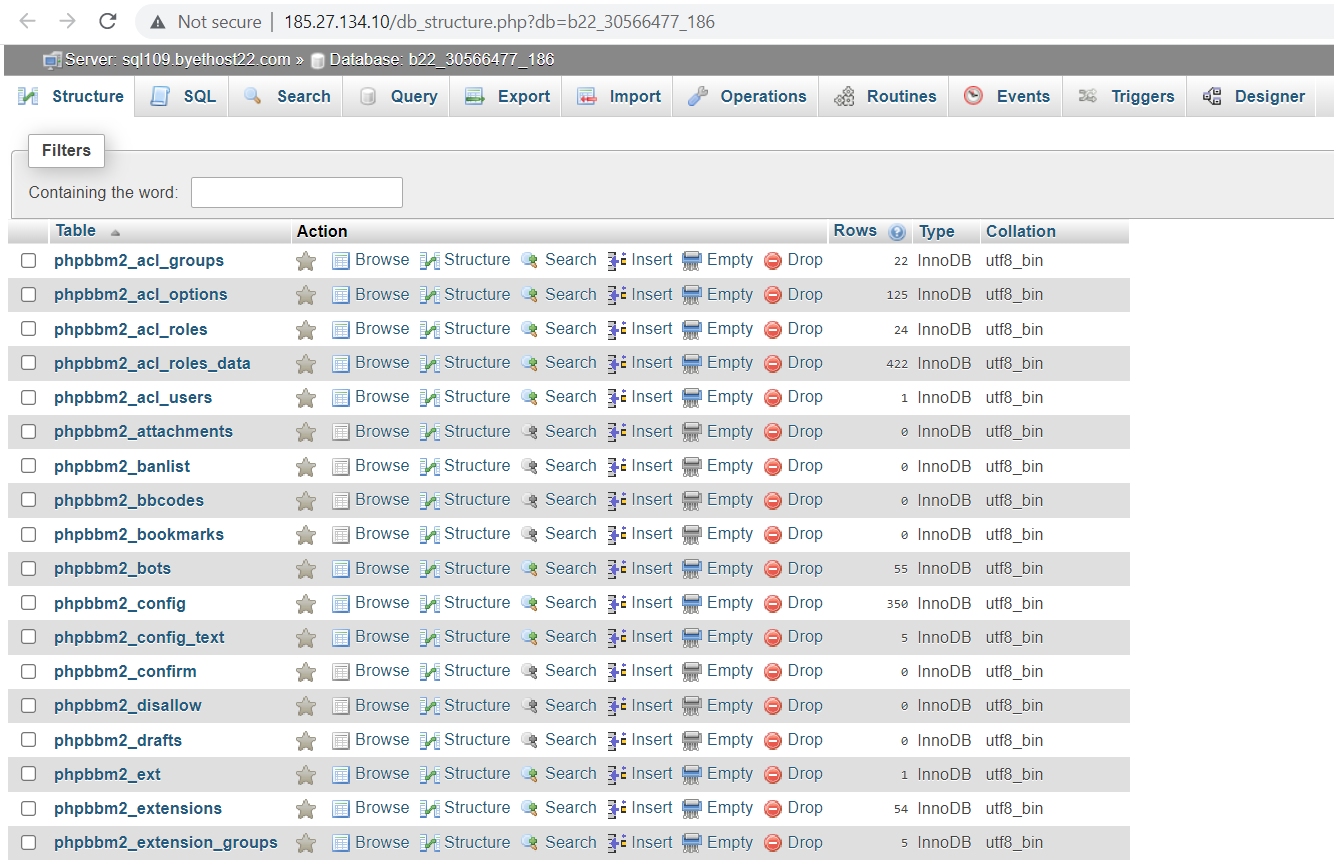 Not secure | 185.27.134.10/db_structure.php?db=b22_30566477_186
Server: sql109.byethost22.com » Database: b22_30566477_186
Structure SQL Search Query Export Import Operations Routines Events Triggers Designer
Filters
Containing the word:
Table Action Rows Type Collation
phpbbm2_acl_groups Browse Structure Search Insert Empty Drop 22 InnoDB utf8_bin
phpbbm2_acl_options Browse Structure Search Insert Empty Drop 125 InnoDB utf8_bin
phpbbm2_acl_roles Browse Structure Search Insert Empty Drop 24 InnoDB utf8_bin
phpbbm2_acl_roles_data Browse Structure Search Insert Empty Drop 422 InnoDB utf8_bin
phpbbm2_acl_users Browse Structure Search Insert Empty Drop 1 InnoDB utf8_bin
phpbbm2_attachments Browse Structure Search Insert Empty Drop 0 InnoDB utf8_bin
phpbbm2_banlist Browse Structure Search Insert Empty Drop 0 InnoDB utf8_bin
phpbbm2_bbcodes Browse Structure Search Insert Empty Drop 0 InnoDB utf8_bin
phpbbm2_bookmarks Browse Structure Search Insert Empty Drop 0 InnoDB utf8_bin
phpbbm2_bots Browse Structure Search Insert Empty Drop 55 InnoDB utf8_bin
phpbbm2_config Browse Structure Search Insert Empty Drop 350 InnoDB utf8_bin
phpbbm2_config_text Browse Structure Search Insert Empty Drop 5 InnoDB utf8_bin
phpbbm2_confirm Browse Structure Search Insert Empty Drop 0 InnoDB utf8_bin
phpbbm2_disallow Browse Structure Search Insert Empty Drop 0 InnoDB utf8_bin
phpbbm2_drafts Browse Structure Search Insert Empty Drop 0 InnoDB utf8_bin
phpbbm2_ext Browse Structure Search Insert Empty Drop 1 InnoDB utf8_bin
phpbbm2_extensions Browse Structure Search Insert Empty Drop 54 InnoDB utf8_bin
phpbbm2_extension_groups Browse Structure Search Insert Empty Drop 5 InnoDB utf8_bin